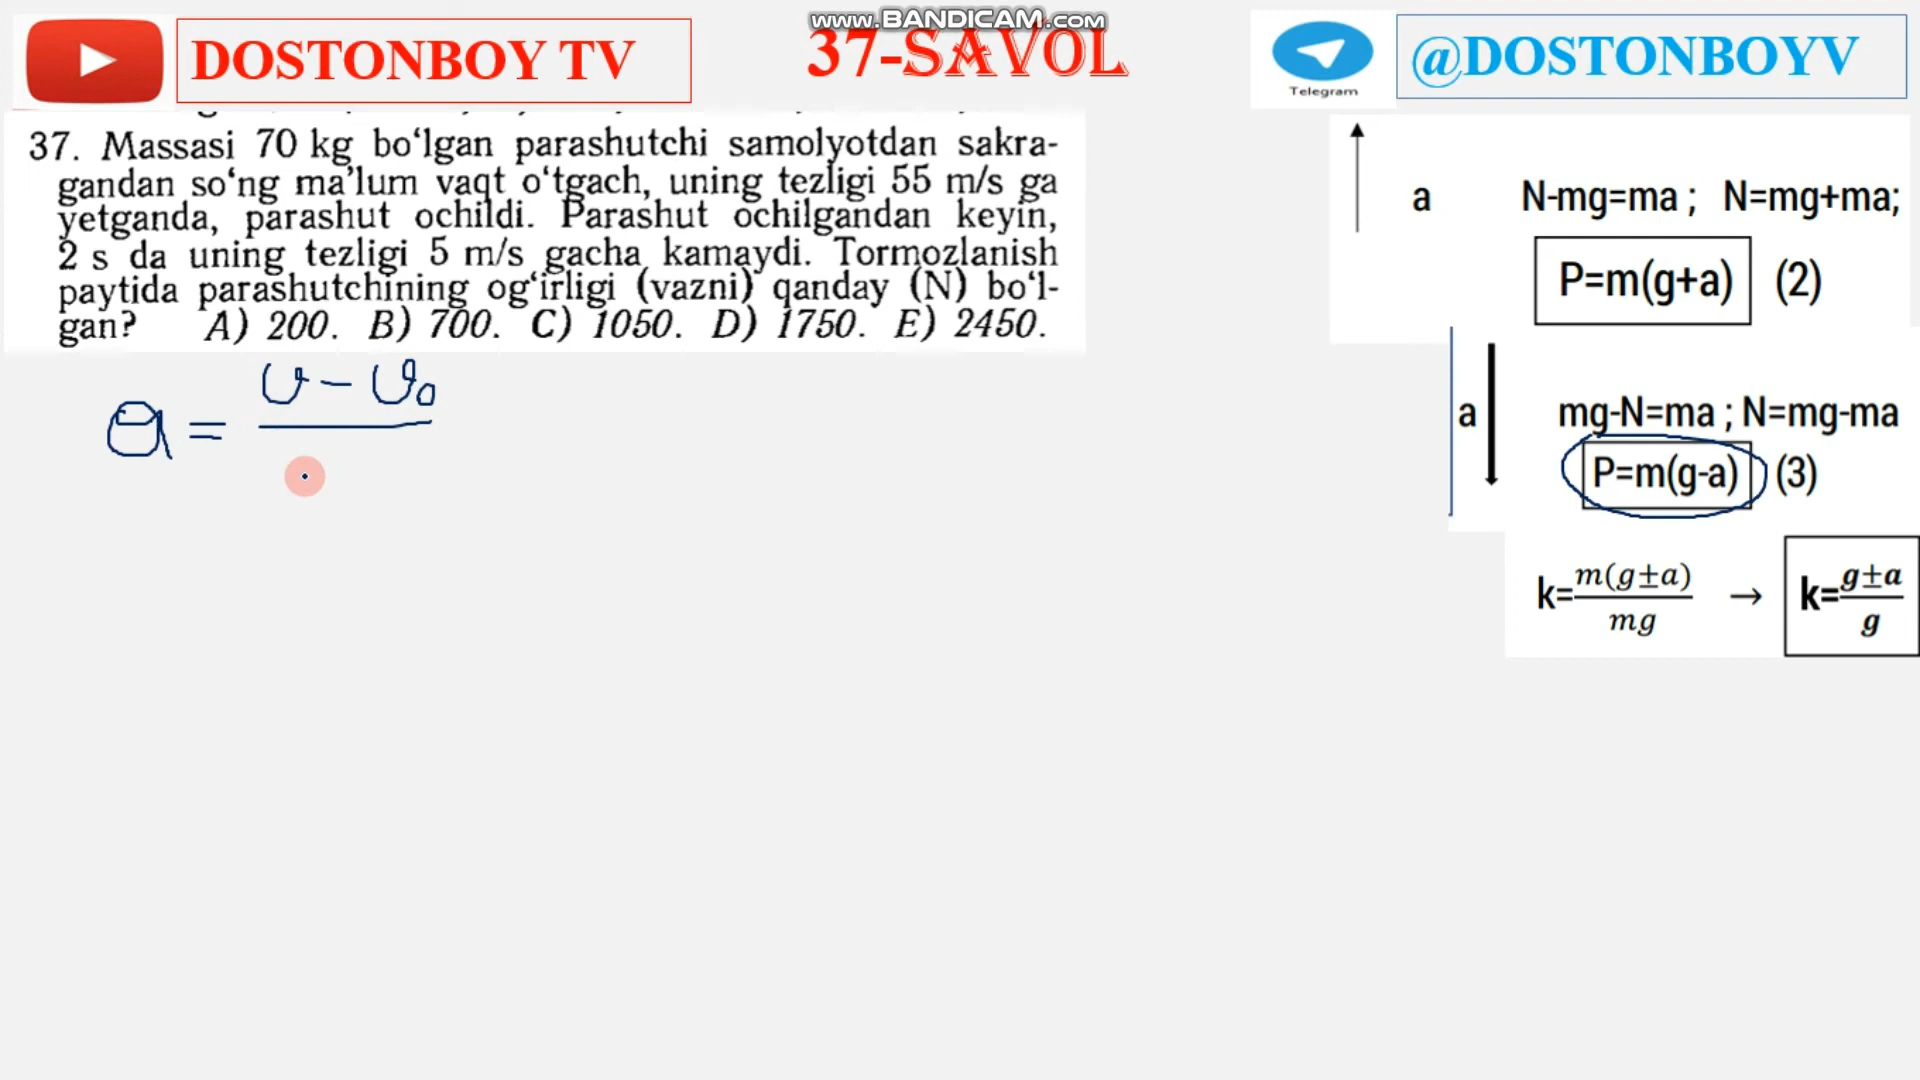 www.BANDICAM.com
DOSTONBOY TV
37-SAVOL
Telegram
@DOSTONBOYV
37. Massasi 70 kg bo‘lgan parashutchi samolyotdan sakra-
gandan so‘ng ma’lum vaqt o‘tgach, uning tezligi 55 m/s ga
yetganda, parashut ochildi. Parashut ochilgandan keyin,
2 s da uning tezligi 5 m/s gacha kamaydi. Tormozlanish
paytida parashutchining og‘irligi (vazni) qanday (N) bo‘l-
gan? A) 200. B) 700. C) 1050. D) 1750. E) 2450.
a = υ - υ₀
a N-mg=ma ; N=mg+ma;
P=m(g+a) (2)
a mg-N=ma ; N=mg-ma
P=m(g-a) (3)
k=m(g±a)/mg → k=g±a/g